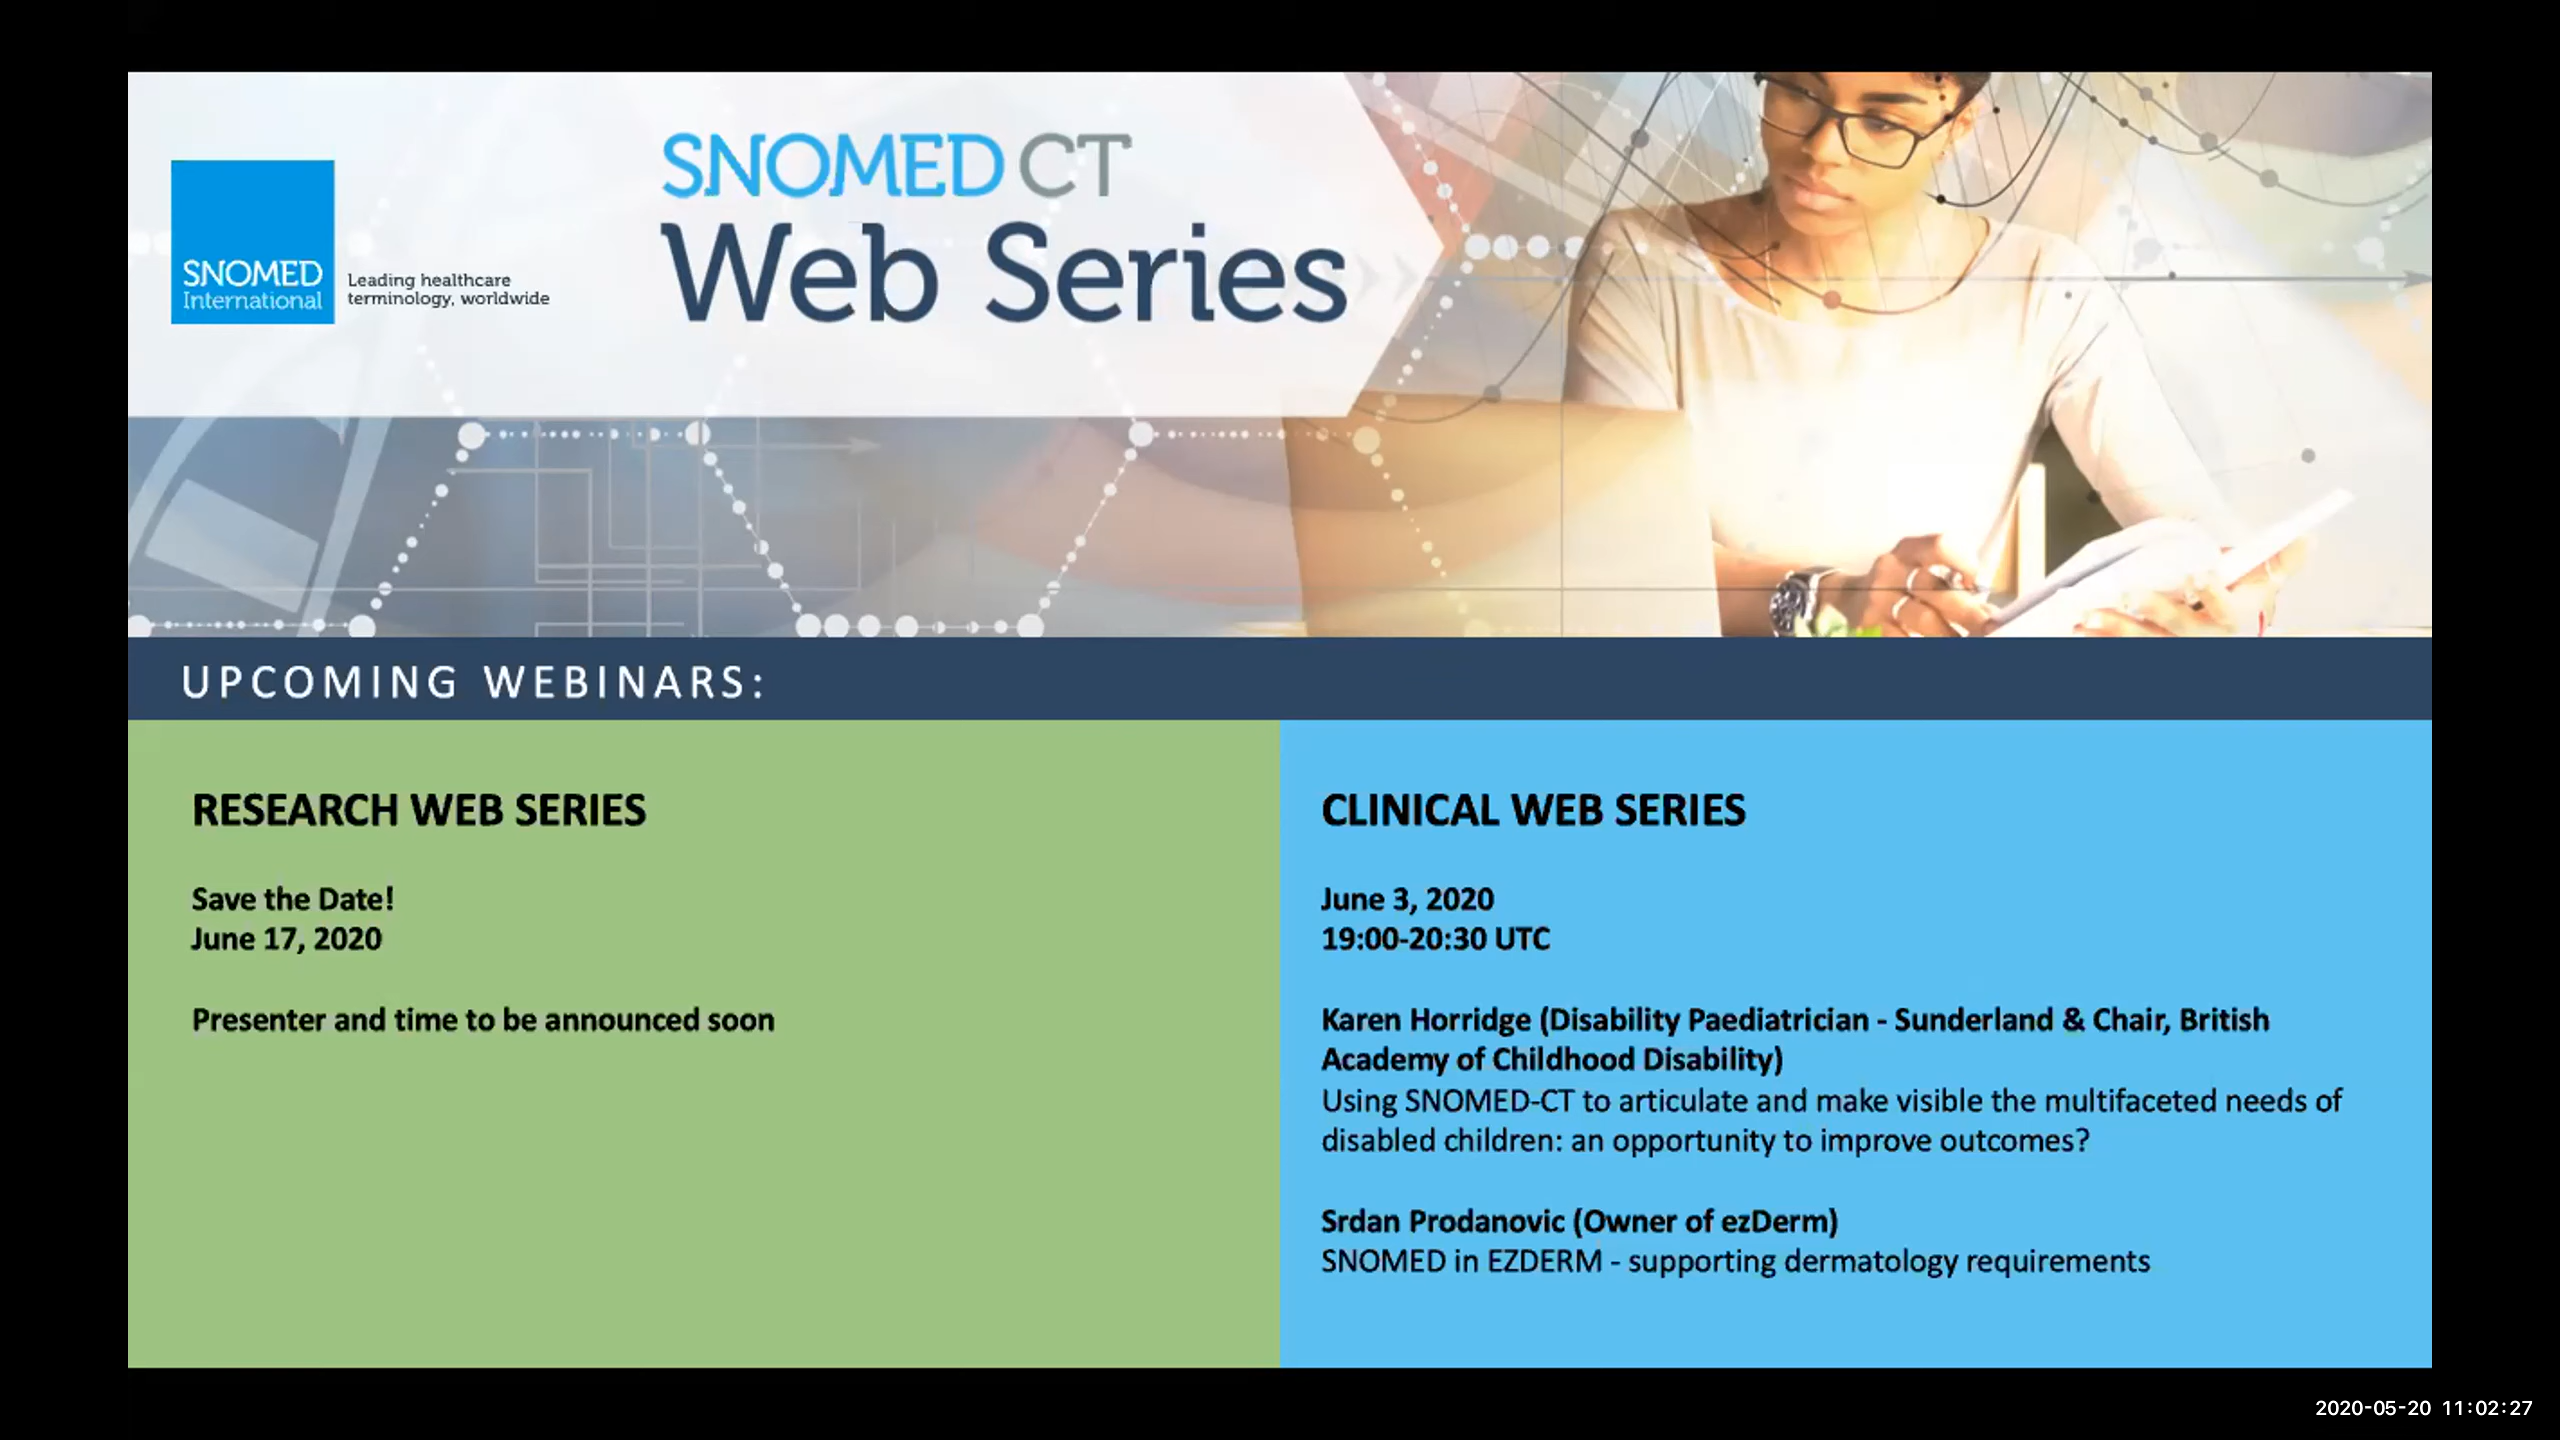 SNOMED
International
Leading healthcare
terminology, worldwide
SNOMED CT
Web Series
UPCOMING WEBINARS:
RESEARCH WEB SERIES
Save the Date!
June 17, 2020
Presenter and time to be announced soon
CLINICAL WEB SERIES
June 3, 2020
19:00-20:30 UTC
Karen Horridge (Disability Paediatrician - Sunderland & Chair, British
Academy of Childhood Disability)
Using SNOMED-CT to articulate and make visible the multifaceted needs of
disabled children: an opportunity to improve outcomes?
Srdan Prodanovic (Owner of ezDerm)
SNOMED in EZDERM - supporting dermatology requirements
2020-05-20 11:02:27